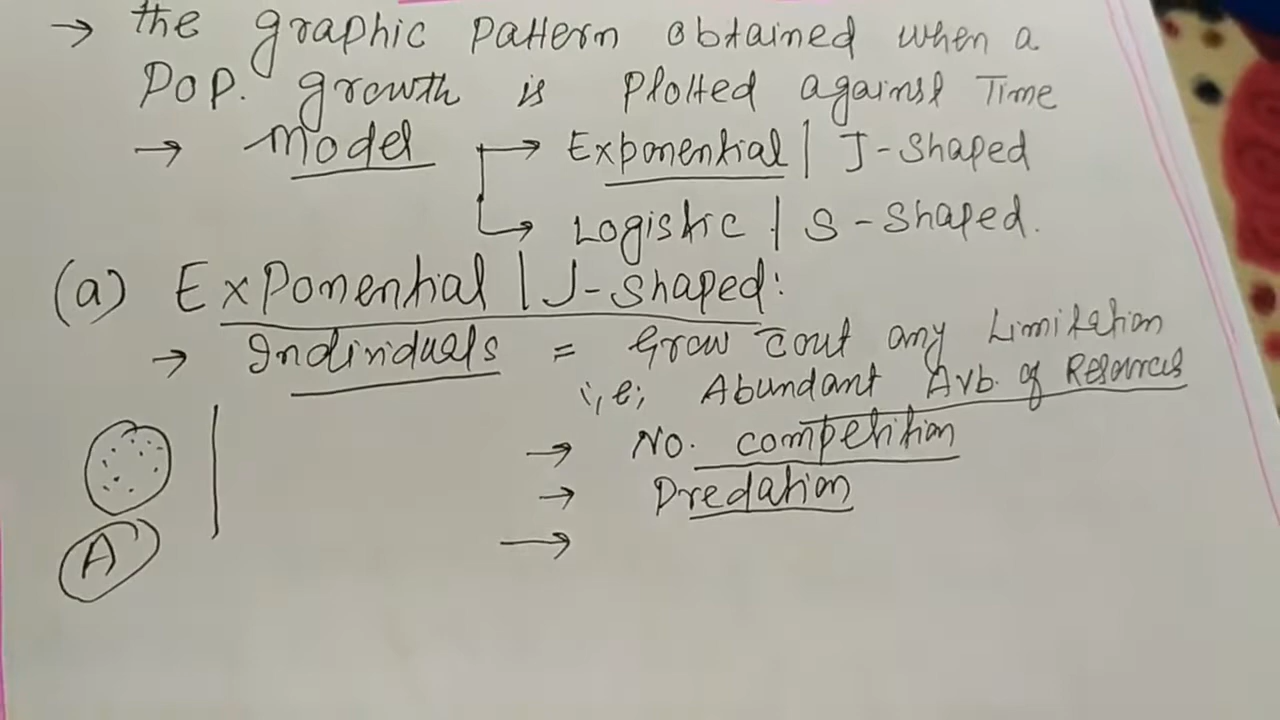 → the graphic pattern obtained when a
Pop. growth is Plotted against Time
→ Model → Exponential | J-Shaped
→ Logistic | S-Shaped.
(a) Exponential | J-Shaped:
→ Individuals = Grow out any Limitation
i,e; Abundant Avb. of Resources
→ No. competition
→ Predation
→
A